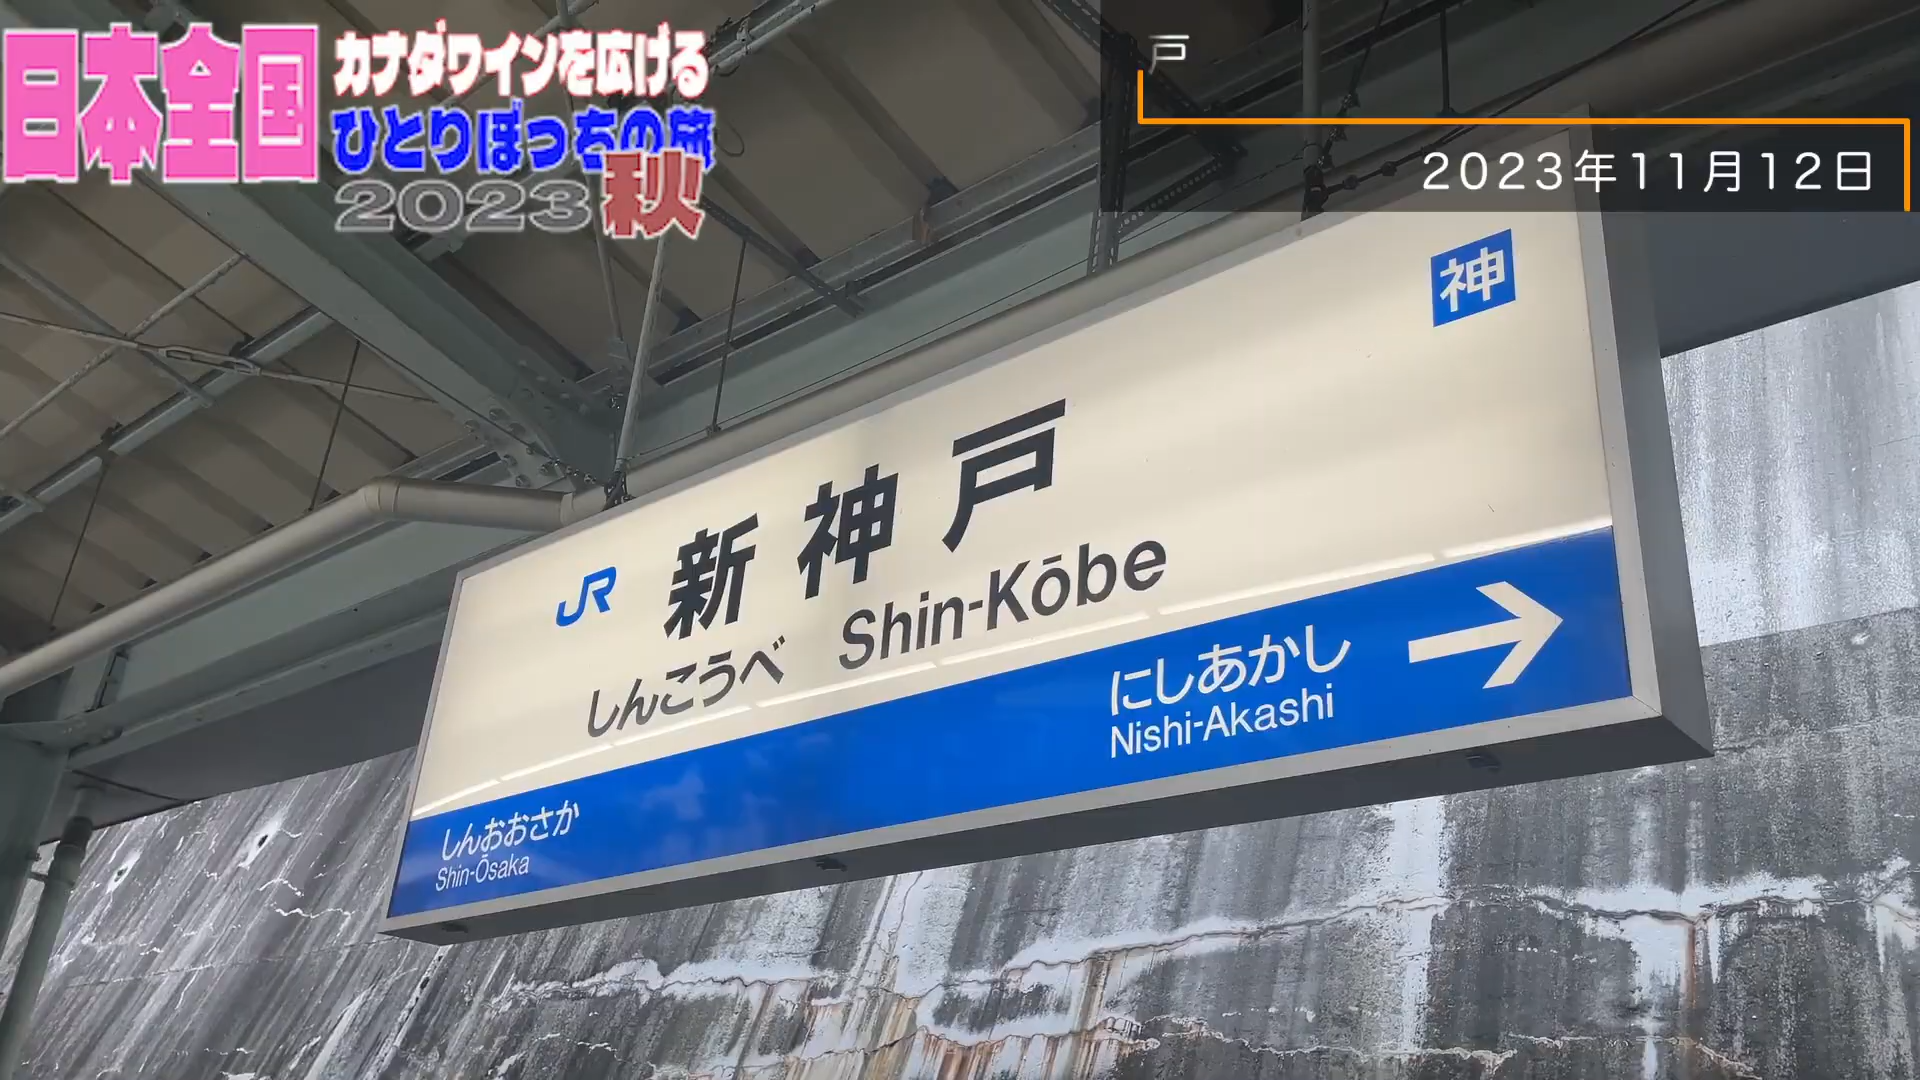 日本全国
カナダワインを広げる
ひとりぼっちの旅
2023秋
戸
2023年11月12日
神
JR 新神戸
しんこうべ Shin-Kōbe
にしあかし
Nishi-Akashi
しんおおさか
Shin-Ōsaka